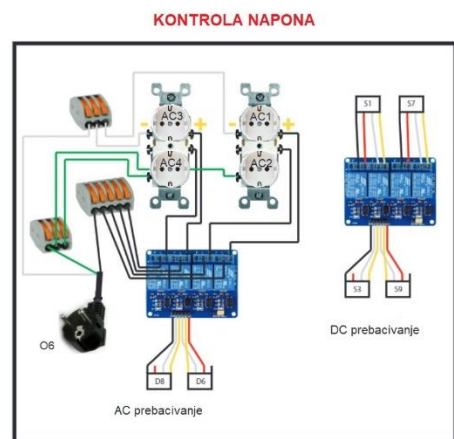 KONTROLA NAPONA
AC3
AC1
S1
S7
- +
- +
AC4
AC2
S3
S9
O6
DC prebacivanje
D8
D6
AC prebacivanje